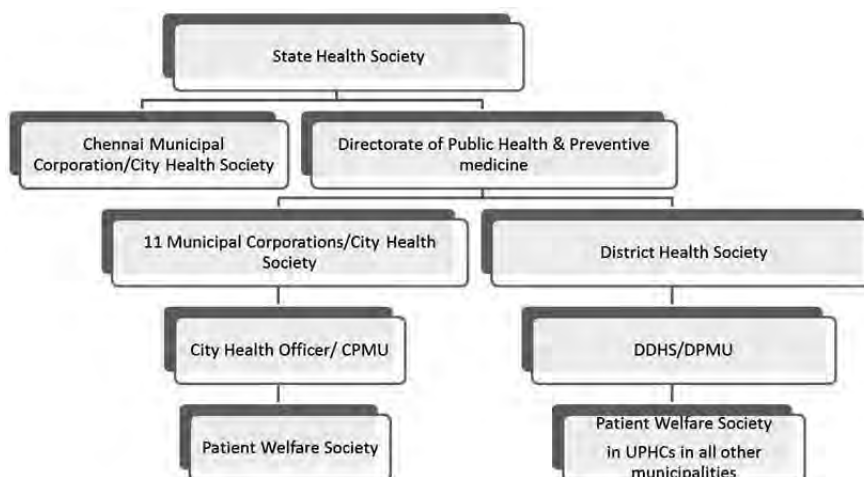 State Health Society
Chennai Municipal
Corporation/City Health Society
Directorate of Public Health & Preventive
medicine
11 Municipal Corporations/City Health
Society
District Health Society
City Health Officer/ CPMU
DDHS/DPMU
Patient Welfare Society
Patient Welfare Society
in UPHCs in all other
municipalities